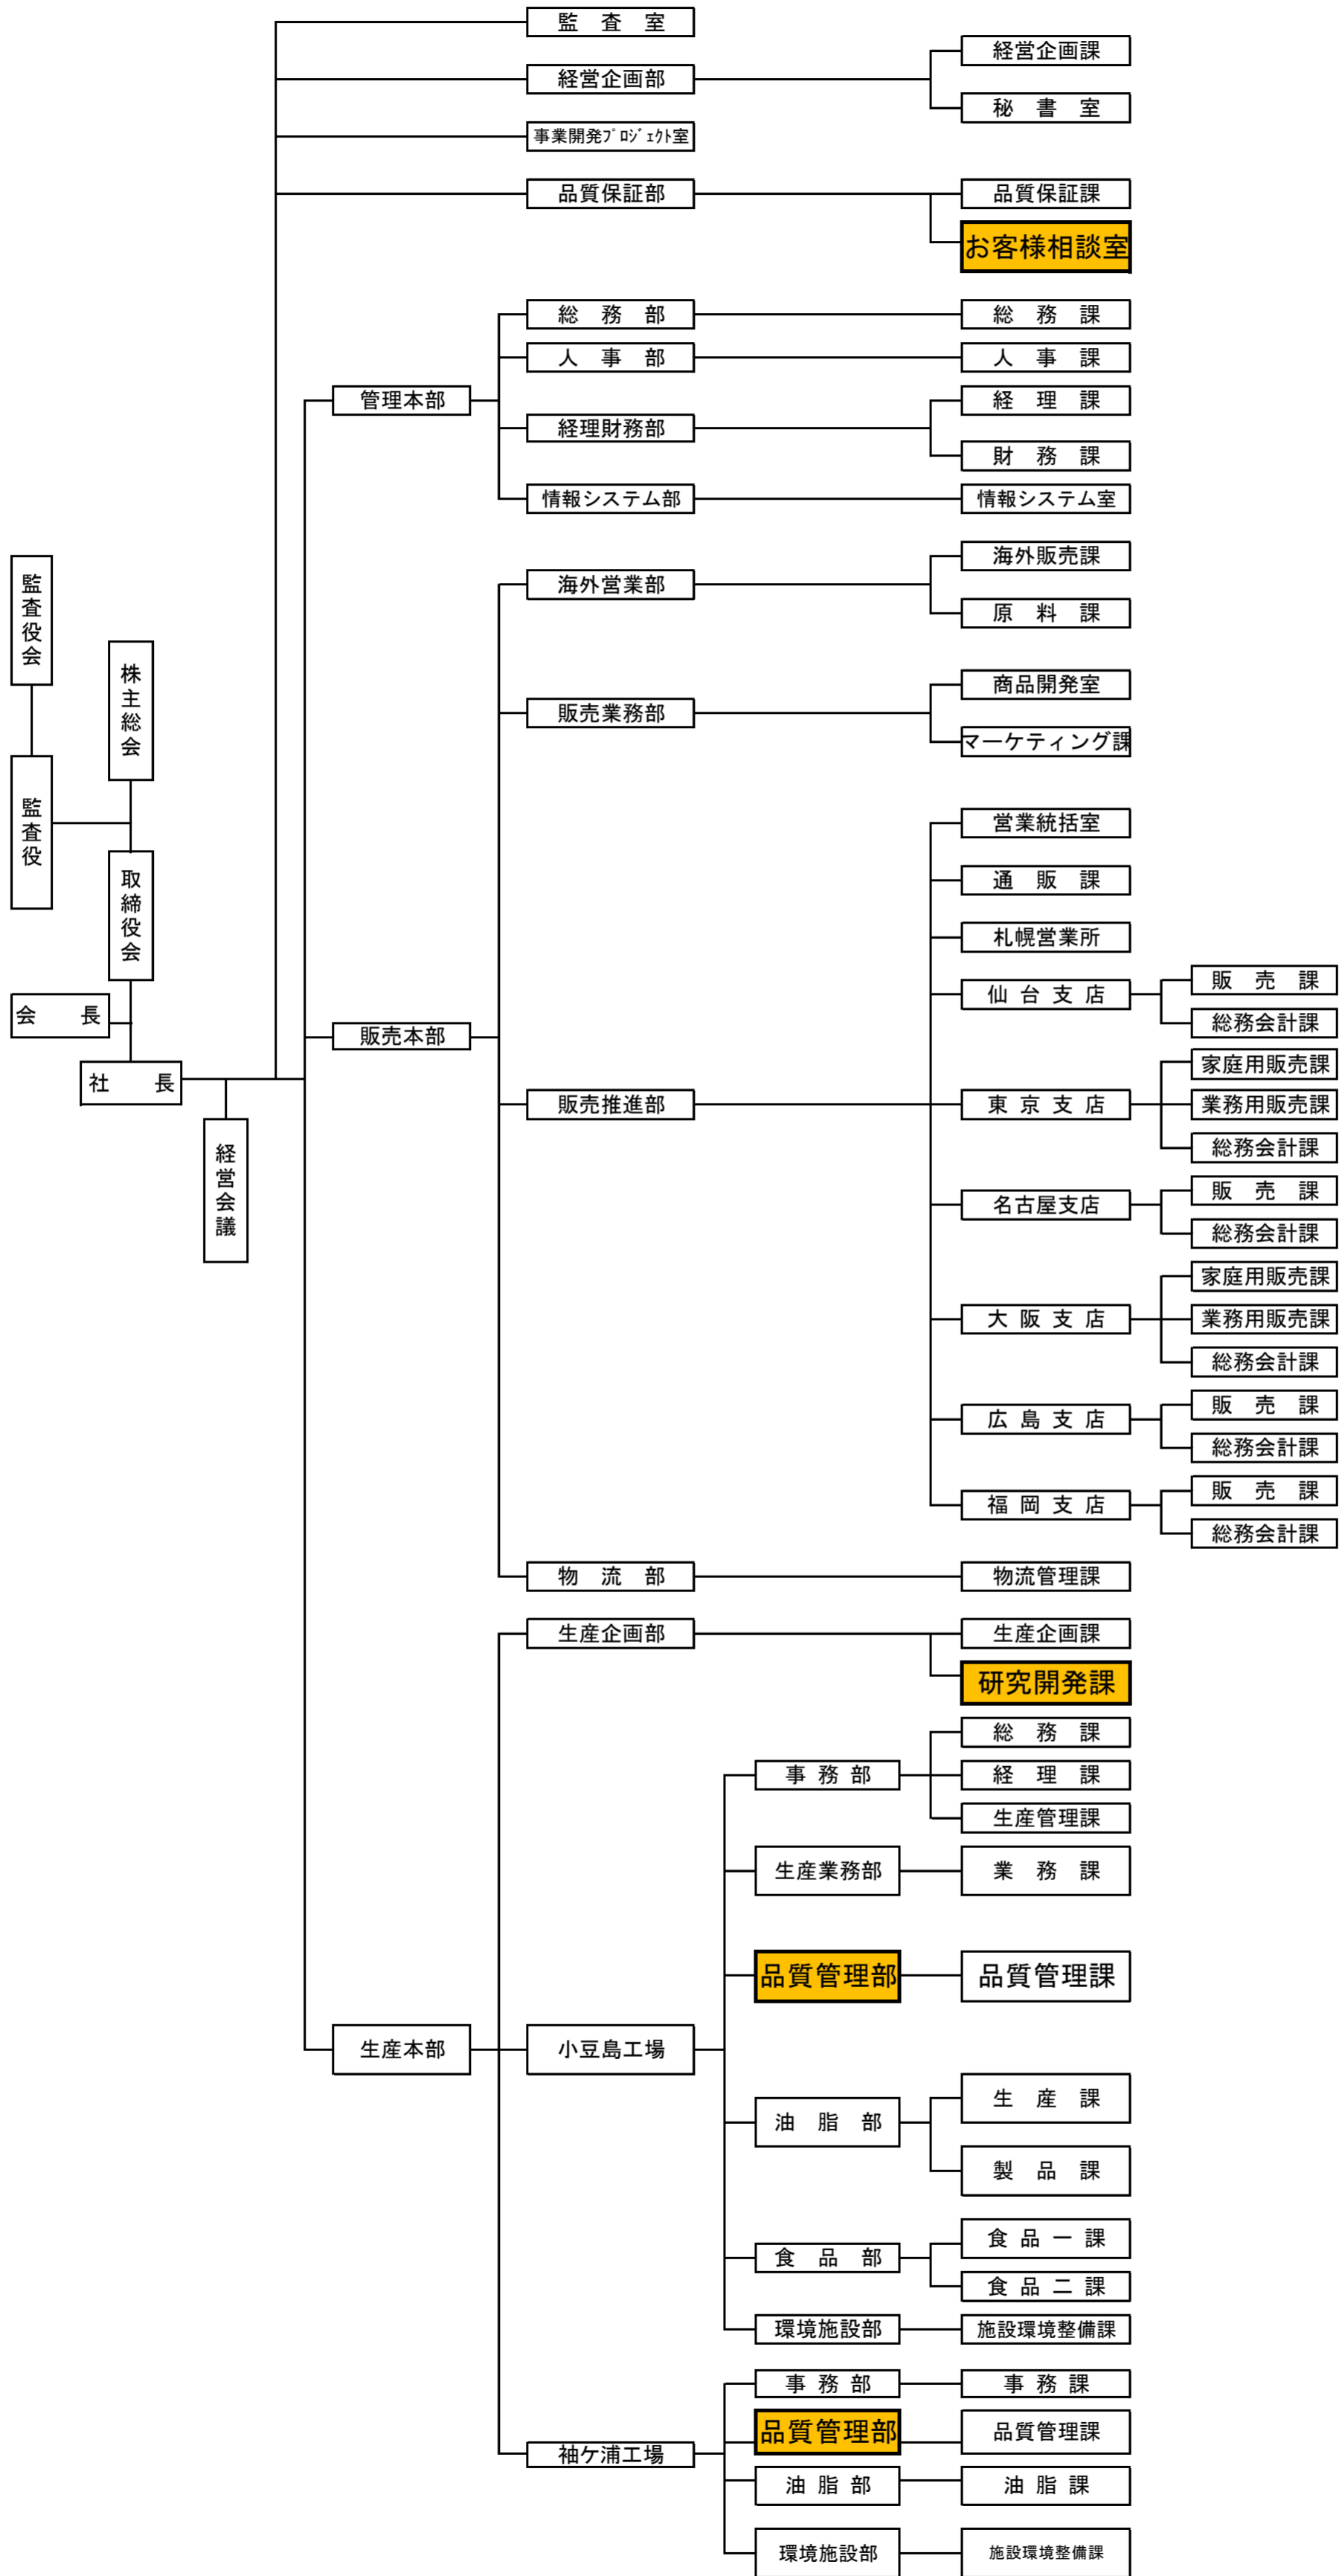 監　査　室
経営企画部
経営企画課
秘　書　室
事業開発ﾌﾟﾛｼﾞｪｸﾄ室
品質保証部
品質保証課
お客様相談室
総　務　部
総　務　課
人　事　部
人　事　課
管理本部
経理財務部
経　理　課
財　務　課
情報システム部
情報システム室
監査役会
株主総会
監査役
取締役会
会　　長
社　　長
経営会議
海外営業部
海外販売課
原　料　課
販売業務部
商品開発室
マーケティング課
販売本部
販売推進部
営業統括室
通　販　課
札幌営業所
仙 台 支 店
販　売　課
総務会計課
東 京 支 店
家庭用販売課
業務用販売課
総務会計課
名古屋支店
販　売　課
総務会計課
大 阪 支 店
家庭用販売課
業務用販売課
総務会計課
広 島 支 店
販　売　課
総務会計課
福 岡 支 店
販　売　課
総務会計課
物　流　部
物流管理課
生産企画部
生産企画課
研究開発課
生産本部
小豆島工場
事 務 部
総　務　課
経　理　課
生産管理課
生産業務部
業　務　課
品質管理部
品質管理課
油　脂　部
生　産　課
製　品　課
食　品　部
食 品 一 課
食 品 二 課
環境施設部
施設環境整備課
袖ケ浦工場
事 務 部
事 務 課
品質管理部
品質管理課
油 脂 部
油 脂 課
環境施設部
施設環境整備課